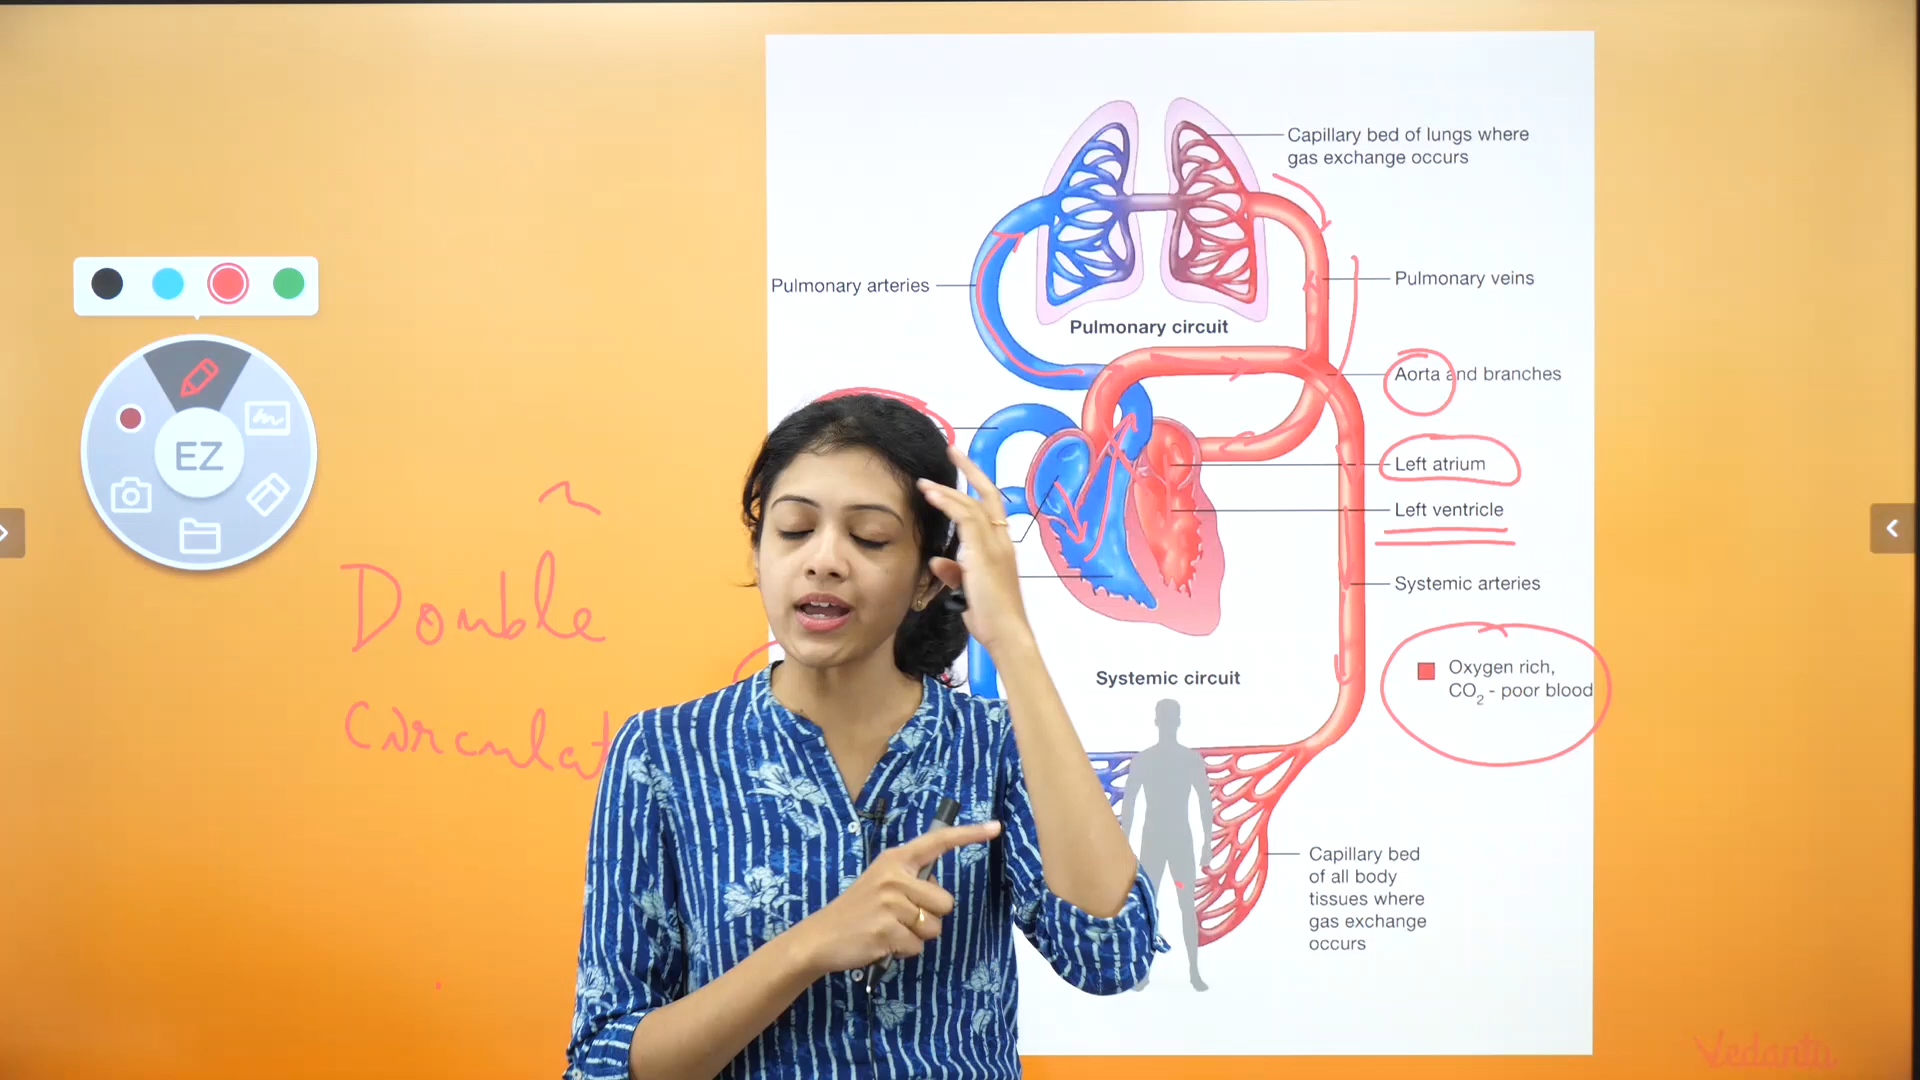 Capillary bed of lungs where
gas exchange occurs
Pulmonary arteries
Pulmonary veins
Pulmonary circuit
Aorta and branches
Left atrium
Left ventricle
Systemic arteries
EZ
Double
circulat
Systemic circuit
Oxygen rich,
CO2 - poor blood
Capillary bed
of all body
tissues where
gas exchange
occurs
Vedantu